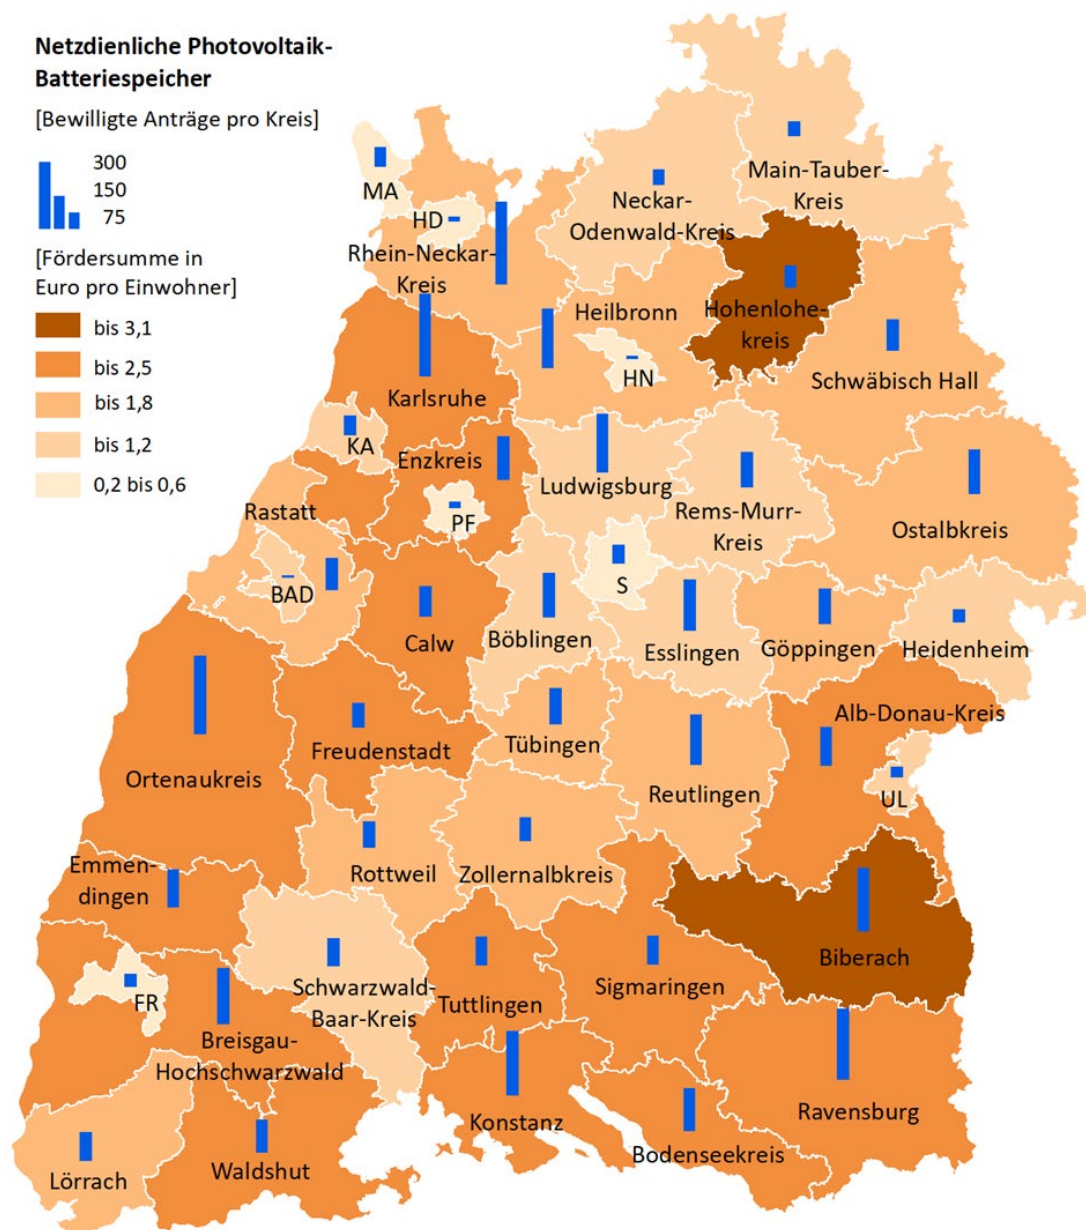 Netzdienliche Photovoltaik-
Batteriespeicher
[Bewilligte Anträge pro Kreis]
300
150
75
[Fördersumme in
Euro pro Einwohner]
bis 3,1
bis 2,5
bis 1,8
bis 1,2
0,2 bis 0,6
MA
HD
Rhein-Neckar-
Kreis
Neckar-
Odenwald-Kreis
Main-Tauber-
Kreis
Heilbronn
HN
Hohenlohe-
kreis
Schwäbisch Hall
Karlsruhe
KA
Enzkreis
PF
Ludwigsburg
Rems-Murr-
Kreis
Ostalbkreis
Rastatt
BAD
Calw
Böblingen
S
Esslingen
Göppingen
Heidenheim
Ortenaukreis
Freudenstadt
Tübingen
Reutlingen
Alb-Donau-Kreis
UL
Rottweil
Zollernalbkreis
Emmen-
dingen
FR
Breisgau-
Hochschwarzwald
Schwarzwald-
Baar-Kreis
Tuttlingen
Sigmaringen
Biberach
Lörrach
Waldshut
Konstanz
Bodenseekreis
Ravensburg